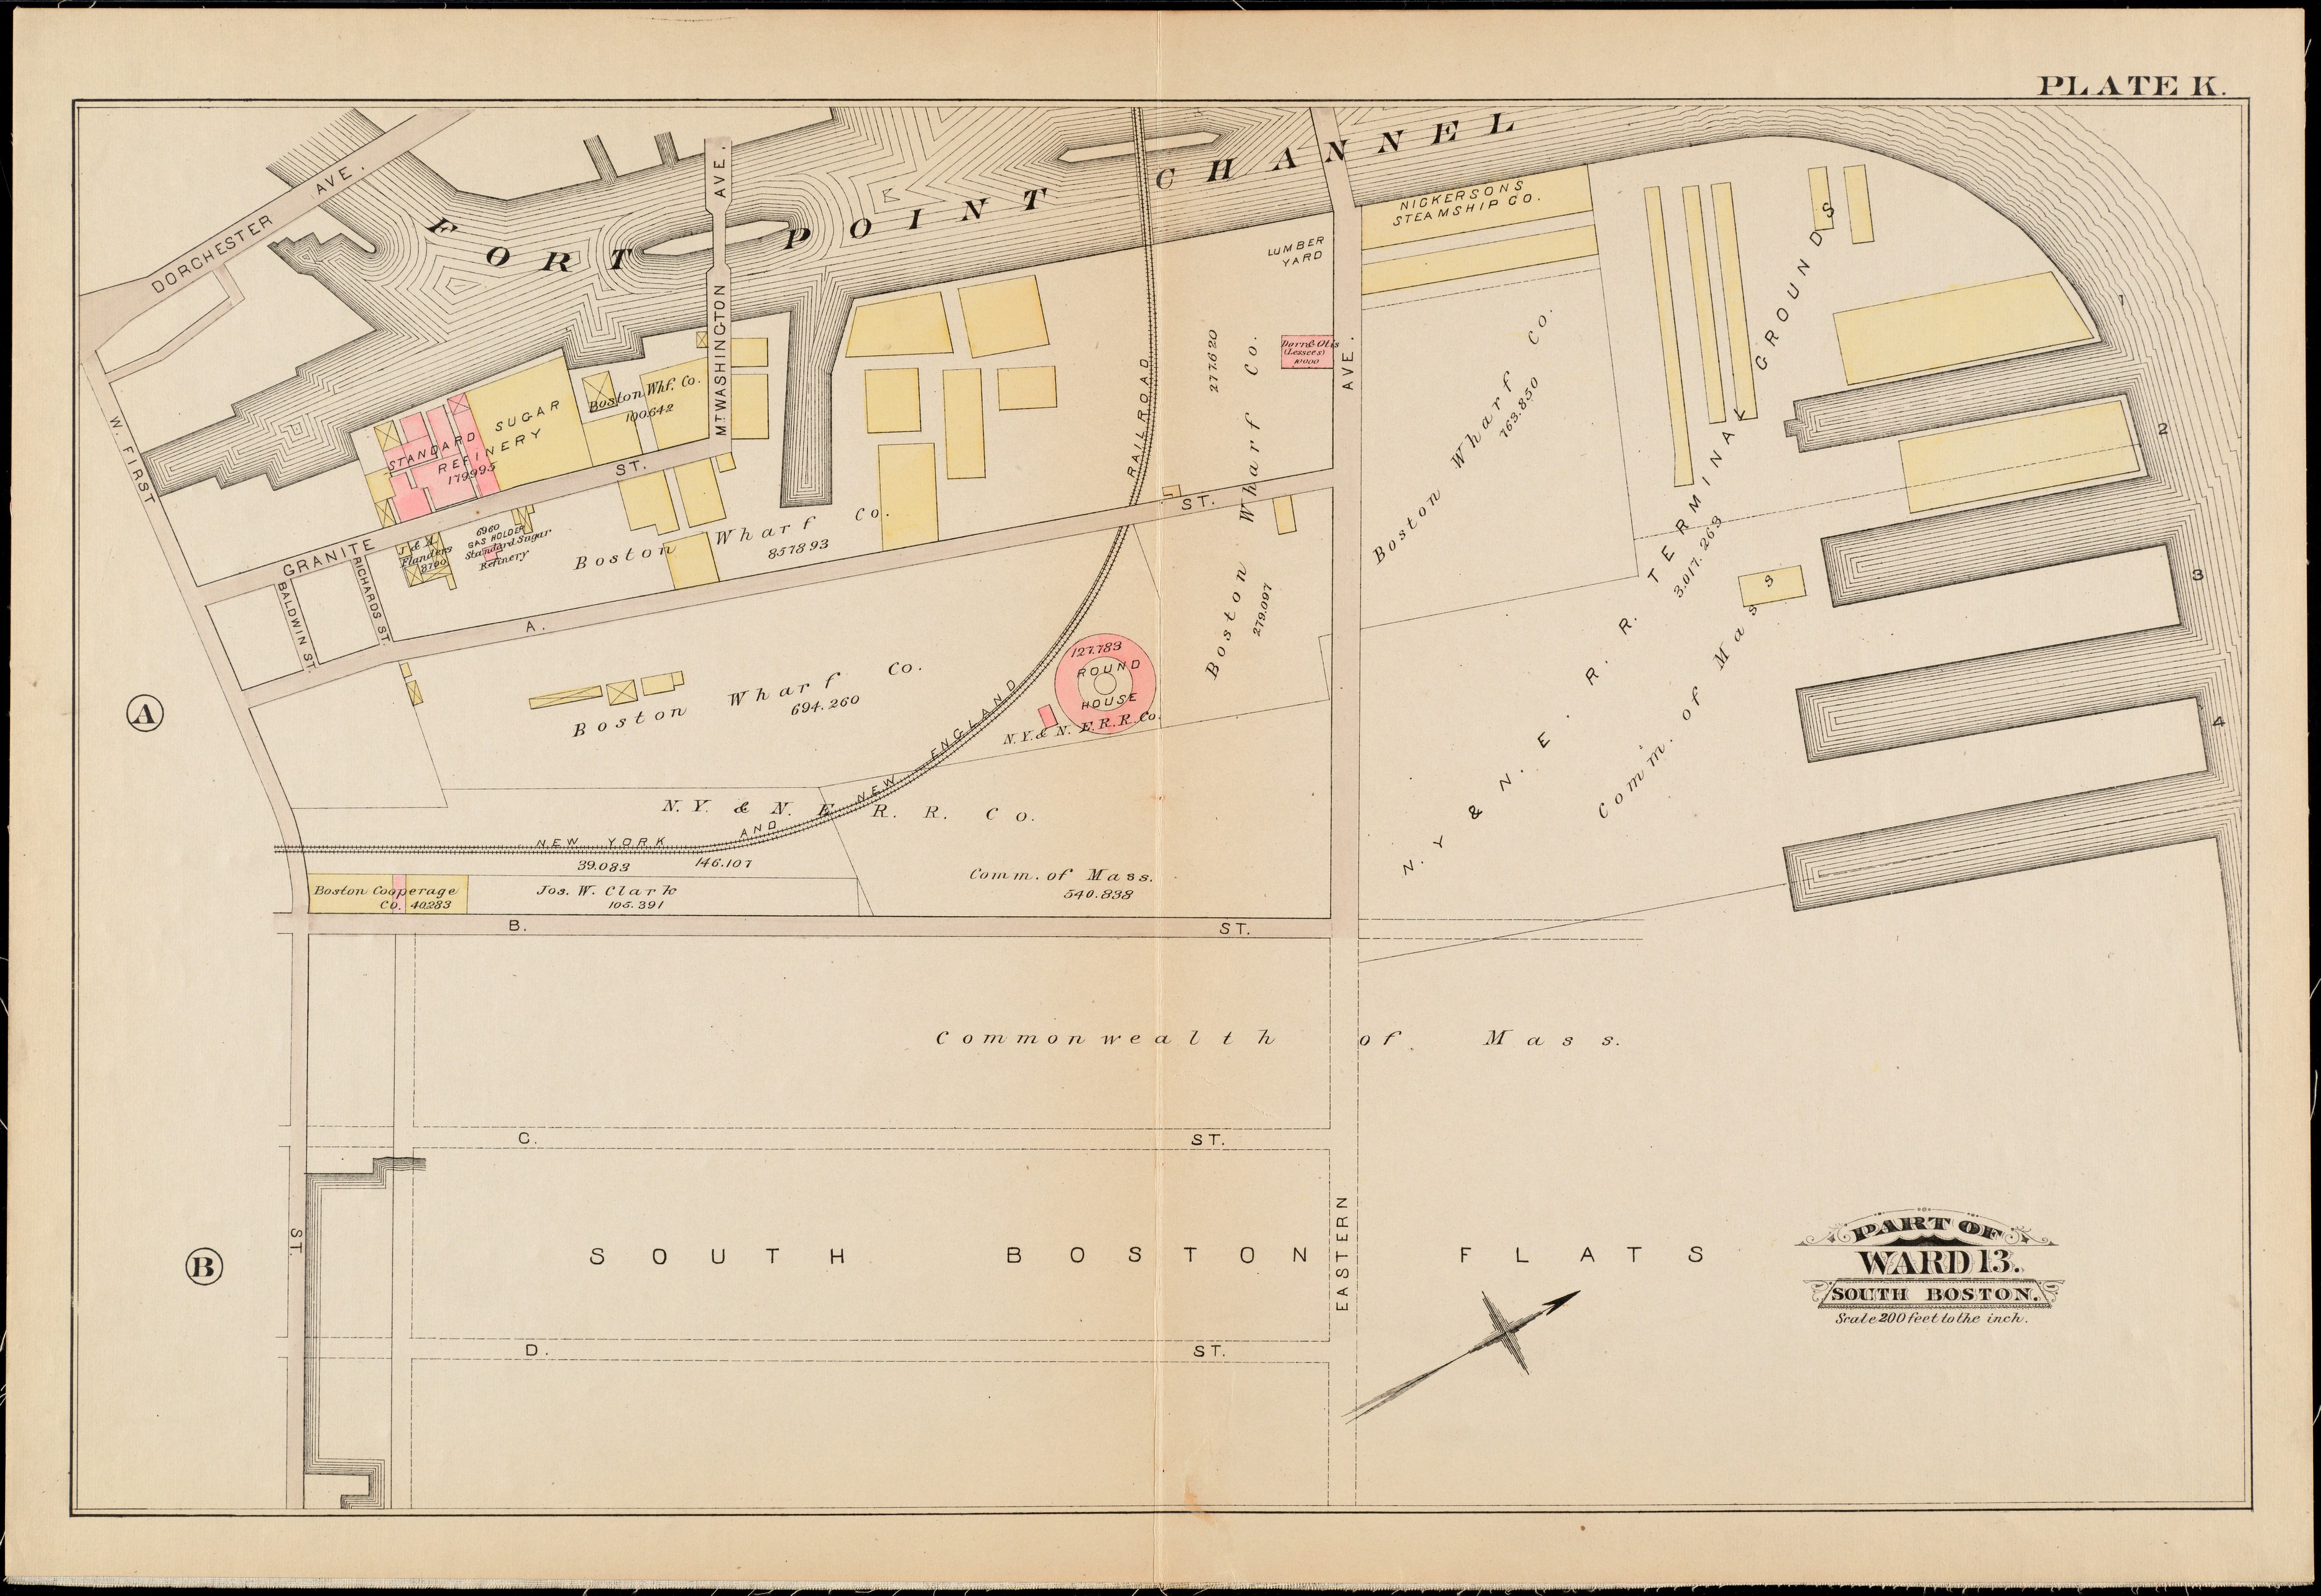 PLATE K.
FORT POINT CHANNEL
DORCHESTER AVE.
MT. WASHINGTON AVE.
NICKERSONS
STEAMSHIP CO.
LUMBER
YARD
277.620
Boston Wharf Co.
(Lessees)
10000
AVE.
Boston Wharf Co.
763.850
N. Y. & N. E. R. R. TERMINAL GROUNDS
3.017.268
Comm. of Mass
1
2
3
4
W. FIRST
STANDARD SUGAR
REFINERY
179995
Boston Whf. Co.
100.642
GRANITE ST.
BALDWIN ST.
RICHARDS ST.
Flanders
8700
6960
GAS HOLDER
Standard Sugar
Refinery
Boston Wharf Co.
857893
A. ST.
RAILROAD
Boston
279.097
127.783
ROUND
HOUSE
N.Y. & N. E. R.R. Co.
Boston Wharf Co.
694.260
A
N. Y. & N. E. R. R. Co.
NEW YORK AND NEW ENGLAND
39.083
146.107
Boston Cooperage
Co. 40283
Jos. W. Clark
105.391
Comm. of Mass.
540.838
B. ST.
Commonwealth of Mass.
C. ST.
B
ST.
SOUTH BOSTON FLATS
EASTERN
D. ST.
PART OF
WARD 13.
SOUTH BOSTON.
Scale 200 feet to the inch.